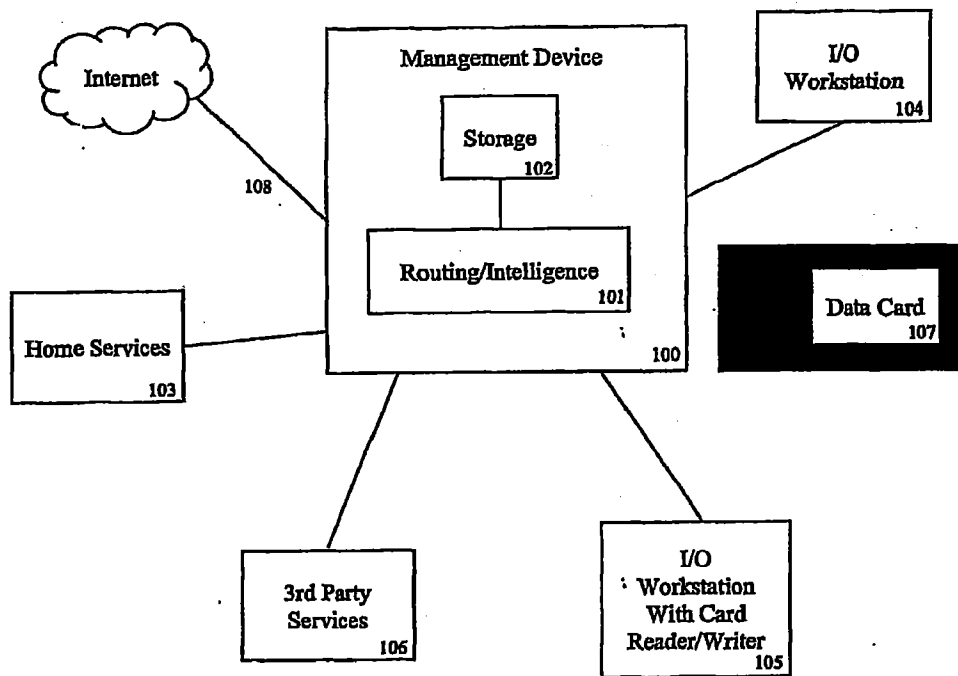 Internet
108
Management Device
Storage
102
Routing/Intelligence
101
100
I/O
Workstation
104
Home Services
103
Data Card
107
3rd Party
Services
106
I/O
Workstation
With Card
Reader/Writer
105